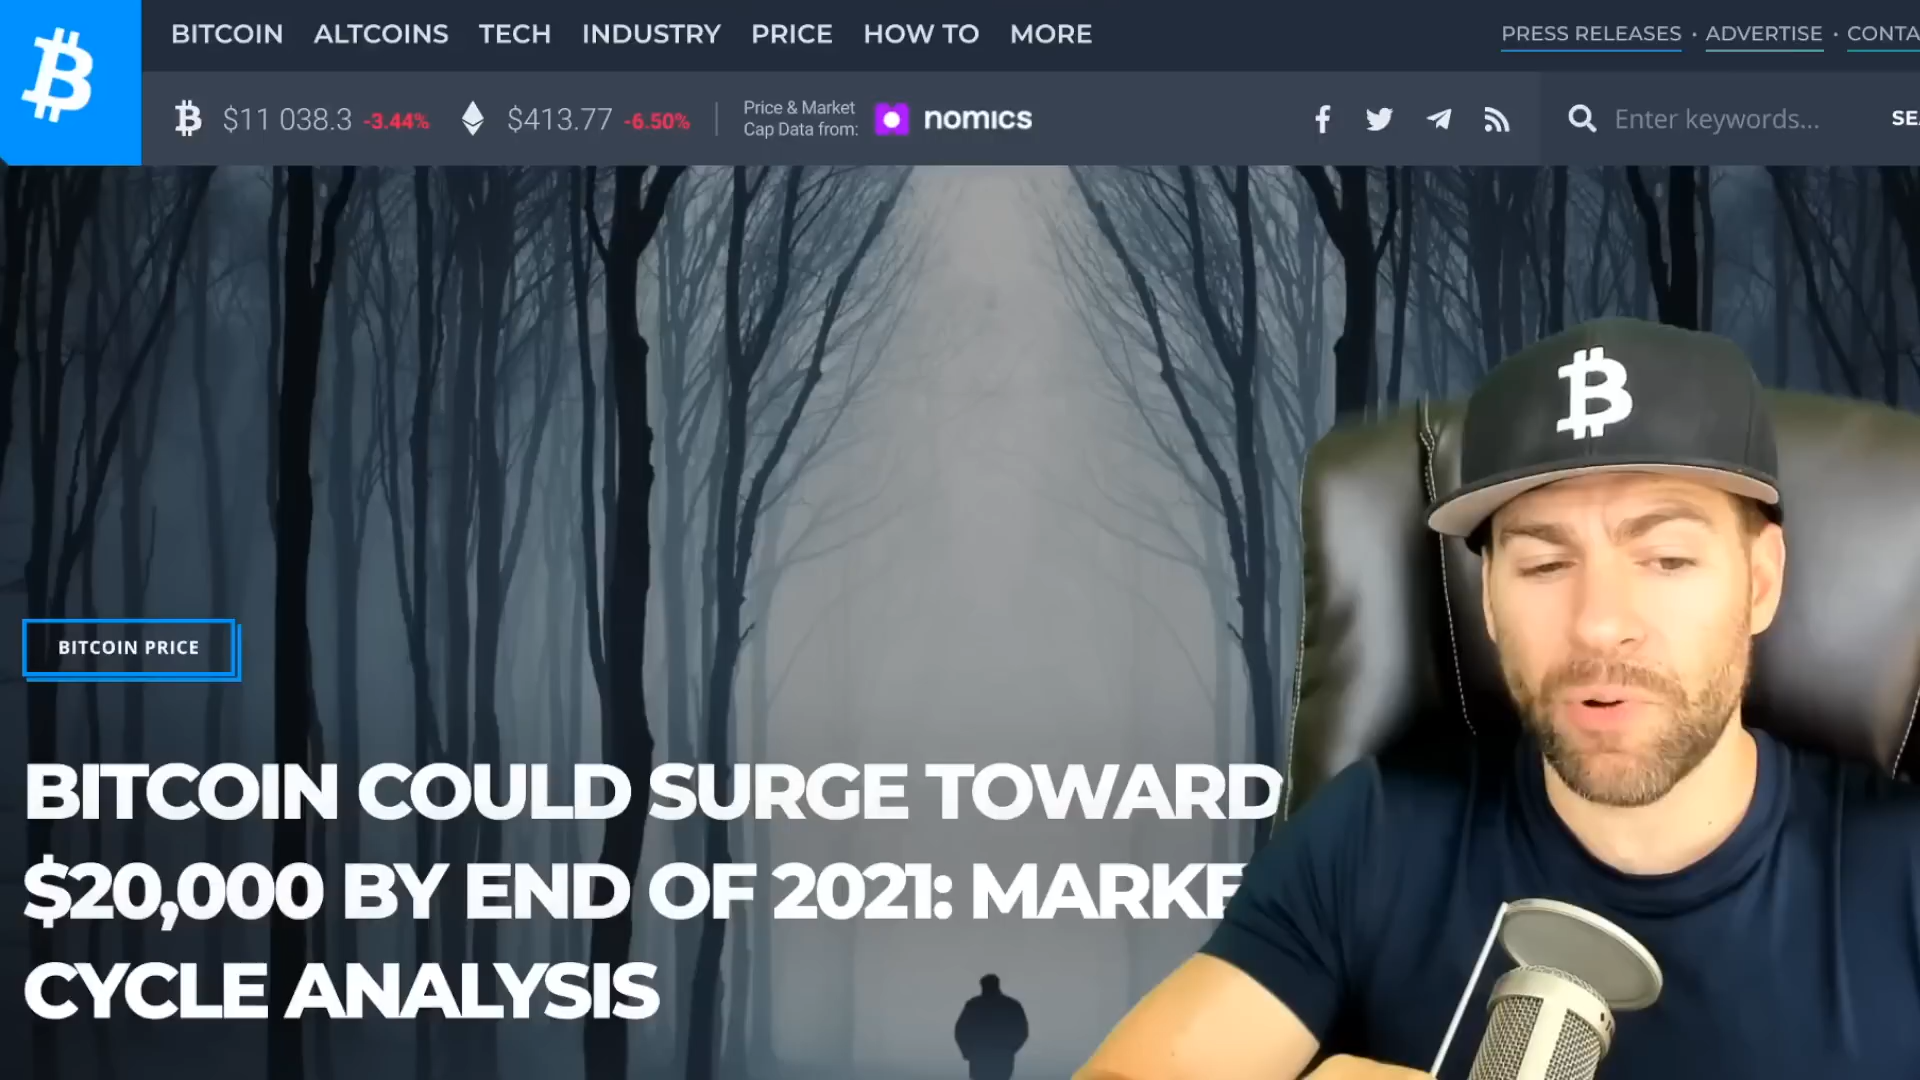 BITCOIN ALTCOINS TECH INDUSTRY PRICE HOW TO MORE
PRESS RELEASES · ADVERTISE ·
$11 038.3 -3.44% $413.77 -6.50%
Price & Market
Cap Data from:
nomics
Enter keywords...
BITCOIN PRICE
BITCOIN COULD SURGE TOWARD
$20,000 BY END OF 2021:
CYCLE ANALYSIS